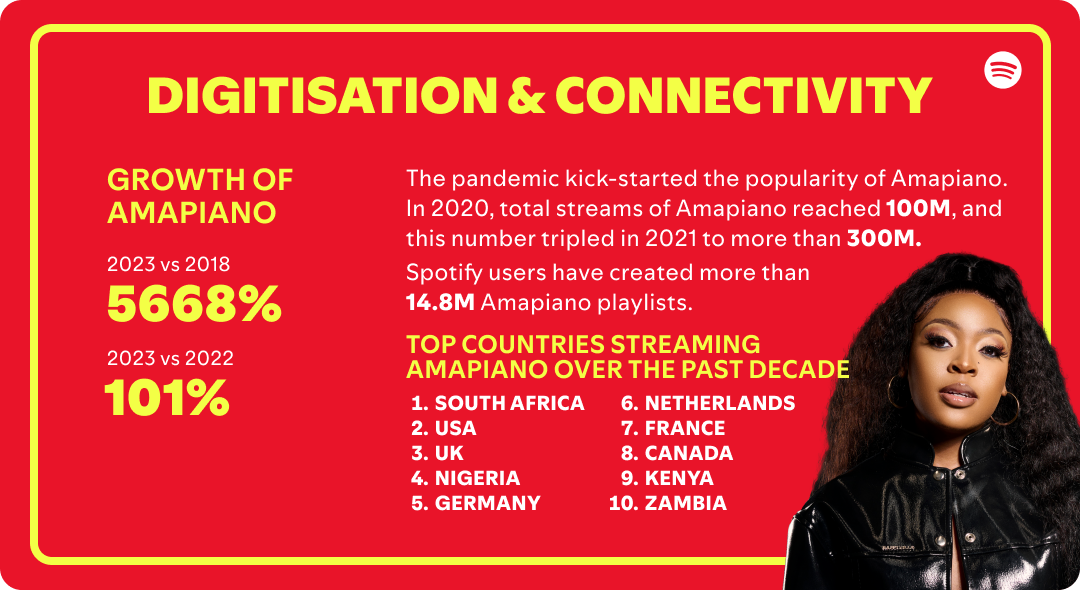 DIGITISATION & CONNECTIVITY
GROWTH OF
AMAPIANO
2023 vs 2018
5668%
2023 vs 2022
101%
The pandemic kick-started the popularity of Amapiano.
In 2020, total streams of Amapiano reached 100M, and
this number tripled in 2021 to more than 300M.
Spotify users have created more than
14.8M Amapiano playlists.
TOP COUNTRIES STREAMING
AMAPIANO OVER THE PAST DECADE
1. SOUTH AFRICA
2. USA
3. UK
4. NIGERIA
5. GERMANY
6. NETHERLANDS
7. FRANCE
8. CANADA
9. KENYA
10. ZAMBIA